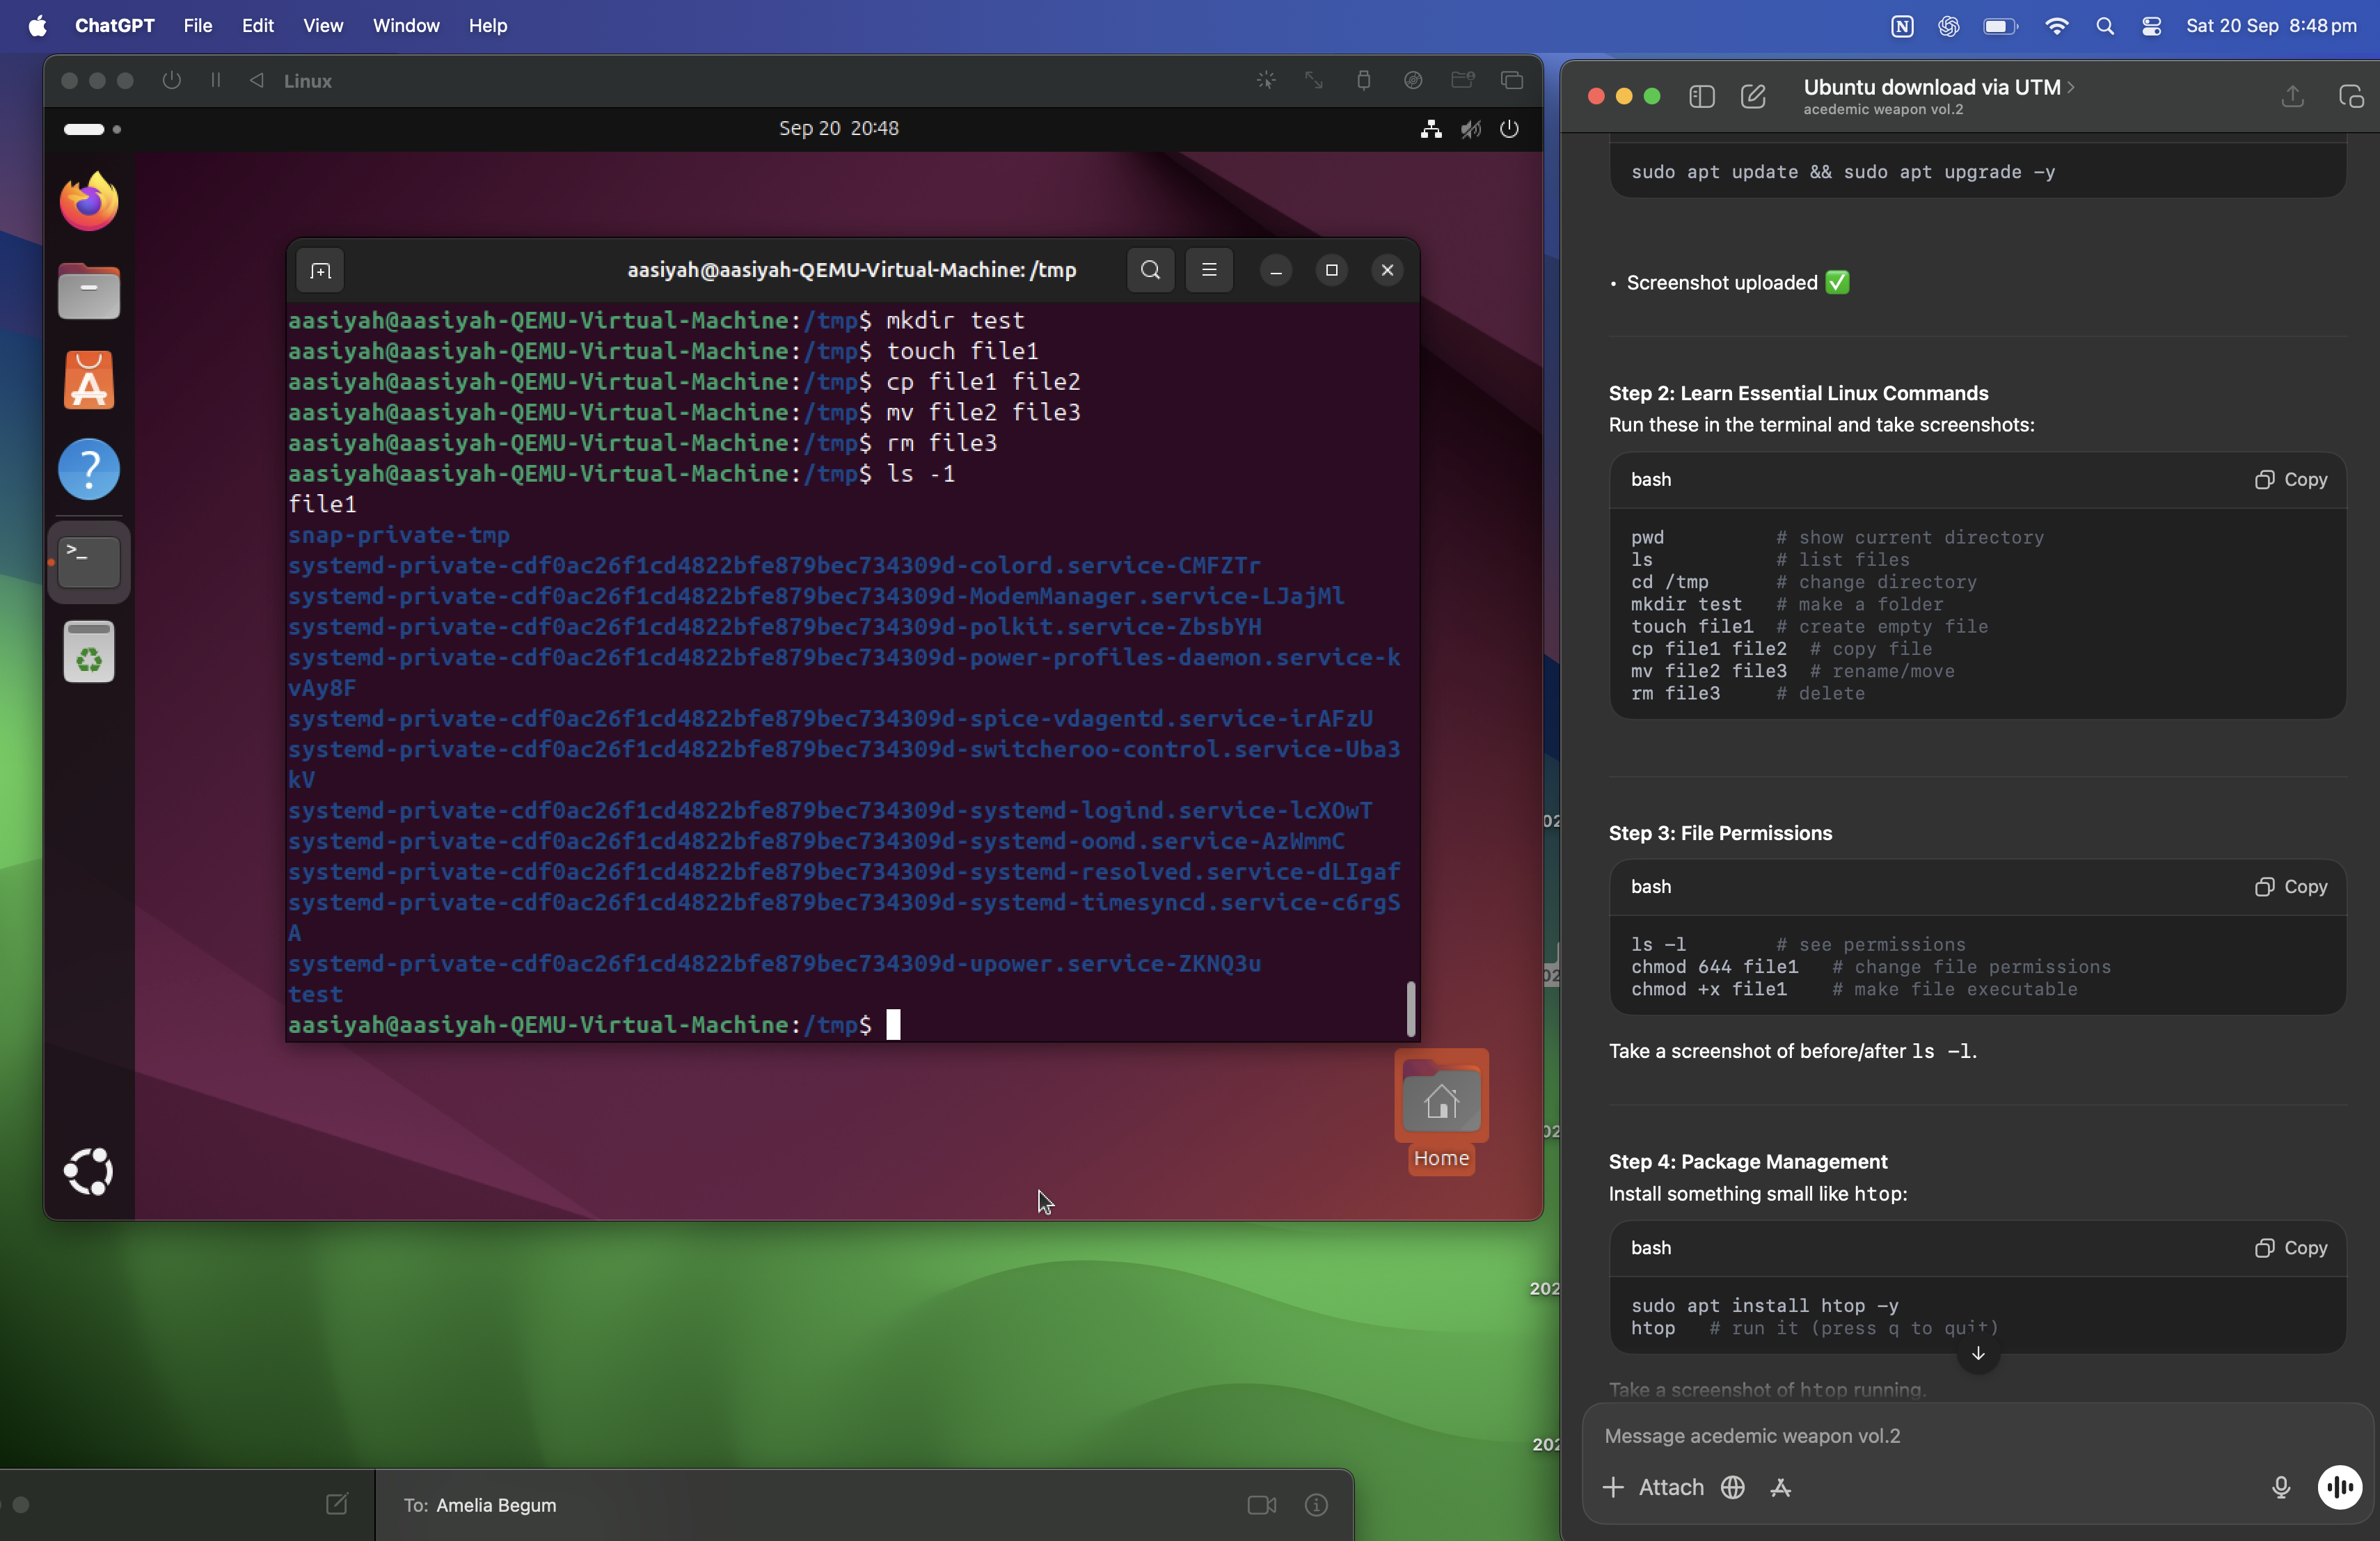 ChatGPT File Edit View Window Help
Sat 20 Sep 8:48 pm
Linux
Sep 20 20:48
aasiyah@aasiyah-QEMU-Virtual-Machine: /tmp
aasiyah@aasiyah-QEMU-Virtual-Machine:/tmp$ mkdir test
aasiyah@aasiyah-QEMU-Virtual-Machine:/tmp$ touch file1
aasiyah@aasiyah-QEMU-Virtual-Machine:/tmp$ cp file1 file2
aasiyah@aasiyah-QEMU-Virtual-Machine:/tmp$ mv file2 file3
aasiyah@aasiyah-QEMU-Virtual-Machine:/tmp$ rm file3
aasiyah@aasiyah-QEMU-Virtual-Machine:/tmp$ ls -1
file1
snap-private-tmp
systemd-private-cdf0ac26f1cd4822bfe879bec734309d-colord.service-CMFZTr
systemd-private-cdf0ac26f1cd4822bfe879bec734309d-ModemManager.service-LJajMl
systemd-private-cdf0ac26f1cd4822bfe879bec734309d-polkit.service-ZbsbYH
systemd-private-cdf0ac26f1cd4822bfe879bec734309d-power-profiles-daemon.service-k
vAy8F
systemd-private-cdf0ac26f1cd4822bfe879bec734309d-spice-vdagentd.service-irAFzU
systemd-private-cdf0ac26f1cd4822bfe879bec734309d-switcheroo-control.service-Uba3
kV
systemd-private-cdf0ac26f1cd4822bfe879bec734309d-systemd-logind.service-lcXOwT
systemd-private-cdf0ac26f1cd4822bfe879bec734309d-systemd-oomd.service-AzWmmC
systemd-private-cdf0ac26f1cd4822bfe879bec734309d-systemd-resolved.service-dLIgaf
systemd-private-cdf0ac26f1cd4822bfe879bec734309d-systemd-timesyncd.service-c6rgS
A
systemd-private-cdf0ac26f1cd4822bfe879bec734309d-upower.service-ZKNQ3u
test
aasiyah@aasiyah-QEMU-Virtual-Machine:/tmp$
Home
To: Amelia Begum
Ubuntu download via UTM
acedemic weapon vol.2
sudo apt update && sudo apt upgrade -y
• Screenshot uploaded ✅
Step 2: Learn Essential Linux Commands
Run these in the terminal and take screenshots:
bash Copy
pwd # show current directory
ls # list files
cd /tmp # change directory
mkdir test # make a folder
touch file1 # create empty file
cp file1 file2 # copy file
mv file2 file3 # rename/move
rm file3 # delete
Step 3: File Permissions
bash Copy
ls -l # see permissions
chmod 644 file1 # change file permissions
chmod +x file1 # make file executable
Take a screenshot of before/after ls -l.
Step 4: Package Management
Install something small like htop:
bash Copy
sudo apt install htop -y
htop # run it (press q to quit)
Take a screenshot of htop running.
Message acedemic weapon vol.2
Attach